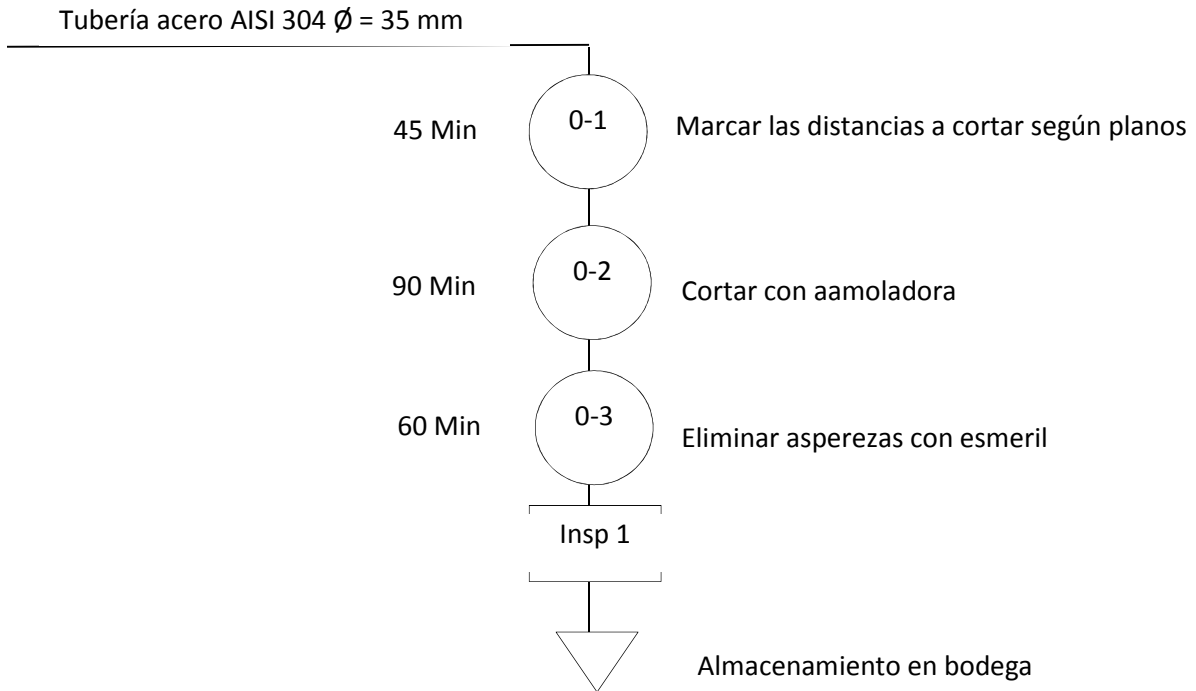 Tubería acero AISI 304 Ø = 35 mm
45 Min
0-1
Marcar las distancias a cortar según planos
90 Min
0-2
Cortar con aamoladora
60 Min
0-3
Eliminar asperezas con esmeril
Insp 1
Almacenamiento en bodega